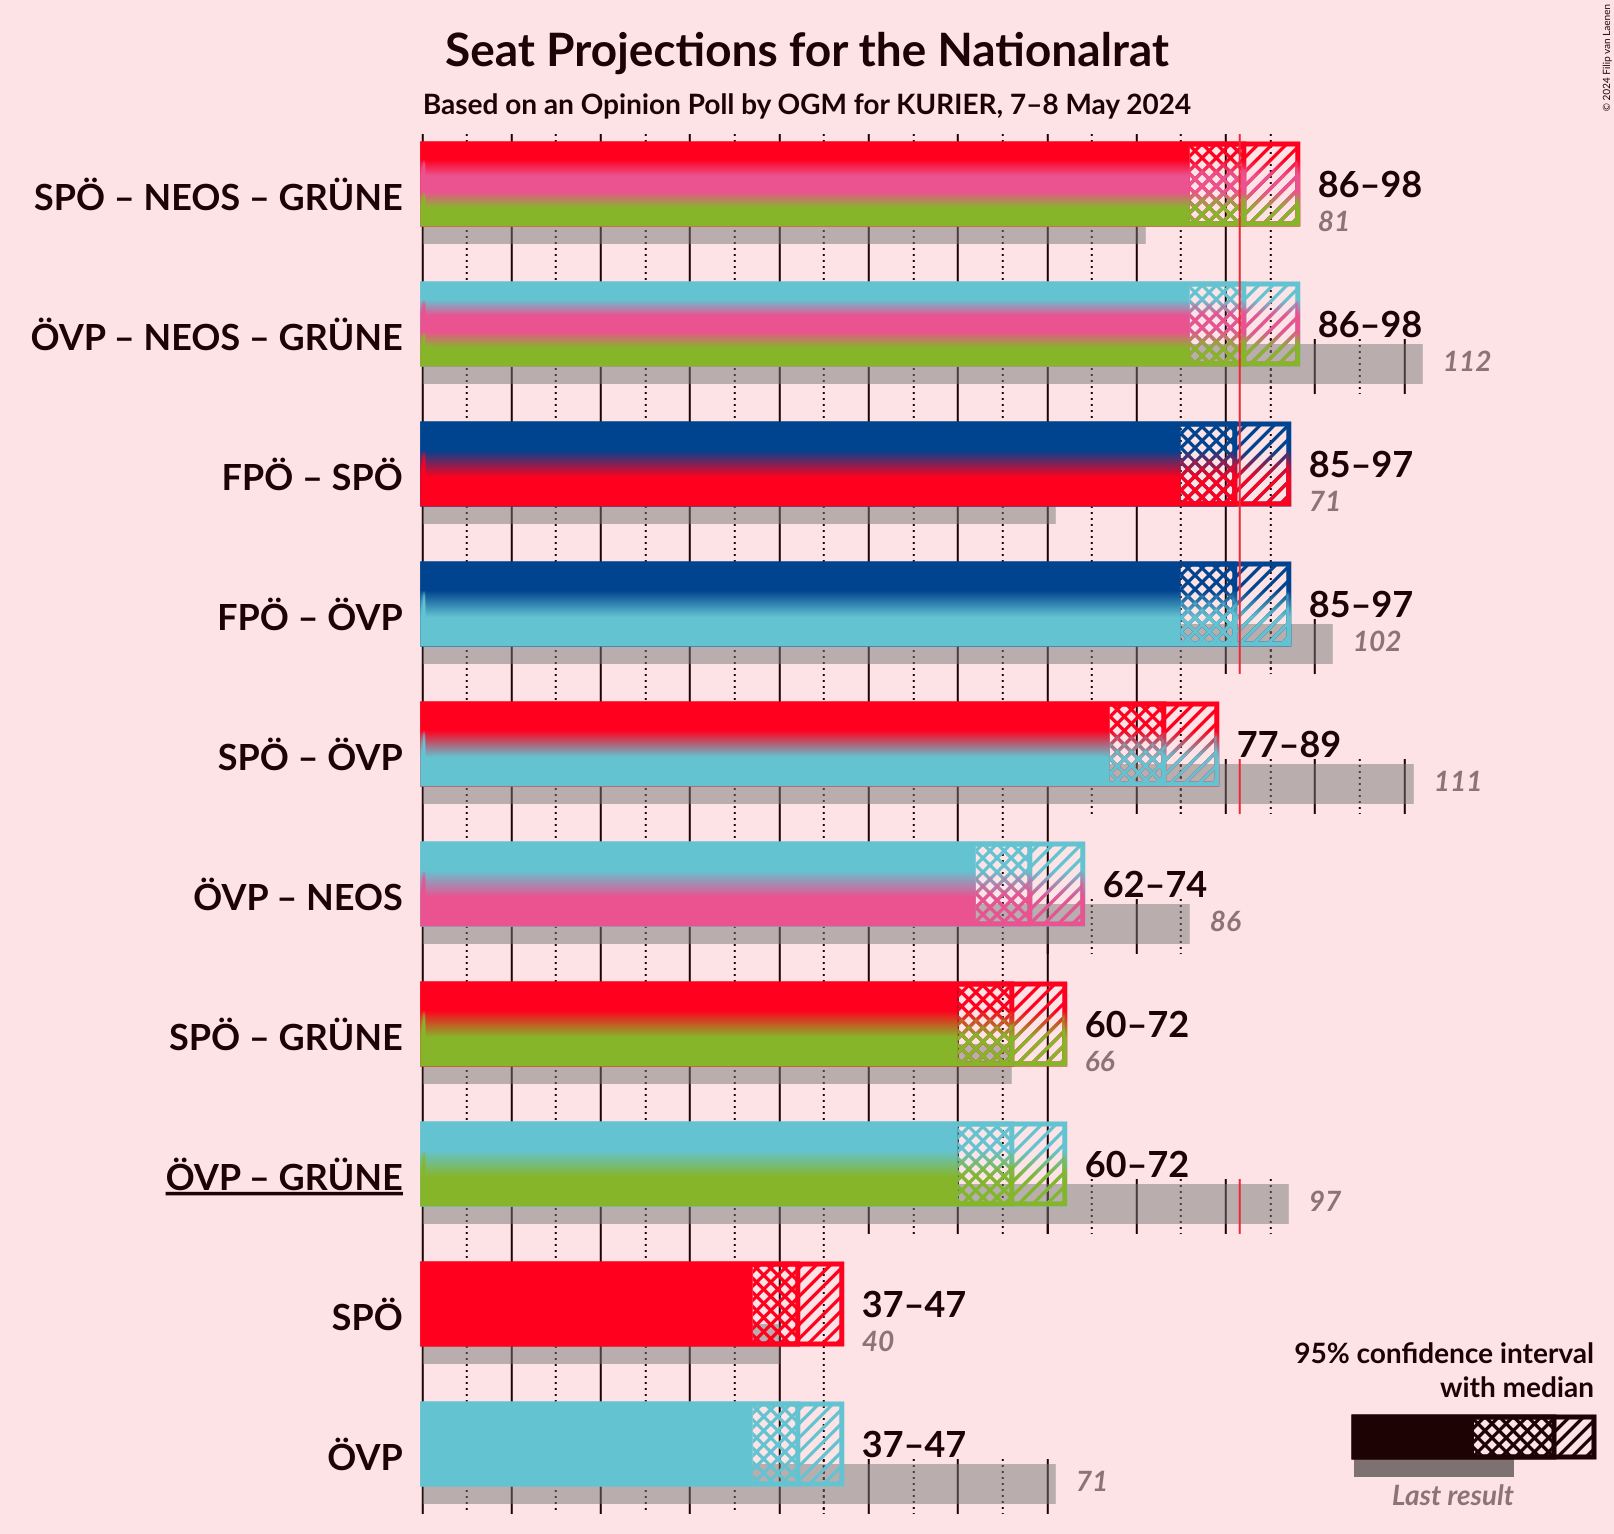 Seat Projections for the Nationalrat
Based on an Opinion Poll by OGM for KURIER, 7–8 May 2024
© 2024 Filip van Laenen
SPÖ – NEOS – GRÜNE
86–98
81
ÖVP – NEOS – GRÜNE
86–98
112
FPÖ – SPÖ
85–97
71
FPÖ – ÖVP
85–97
102
SPÖ – ÖVP
77–89
111
ÖVP – NEOS
62–74
86
SPÖ – GRÜNE
60–72
66
ÖVP – GRÜNE
60–72
97
SPÖ
37–47
40
ÖVP
37–47
71
95% confidence interval
with median
Last result